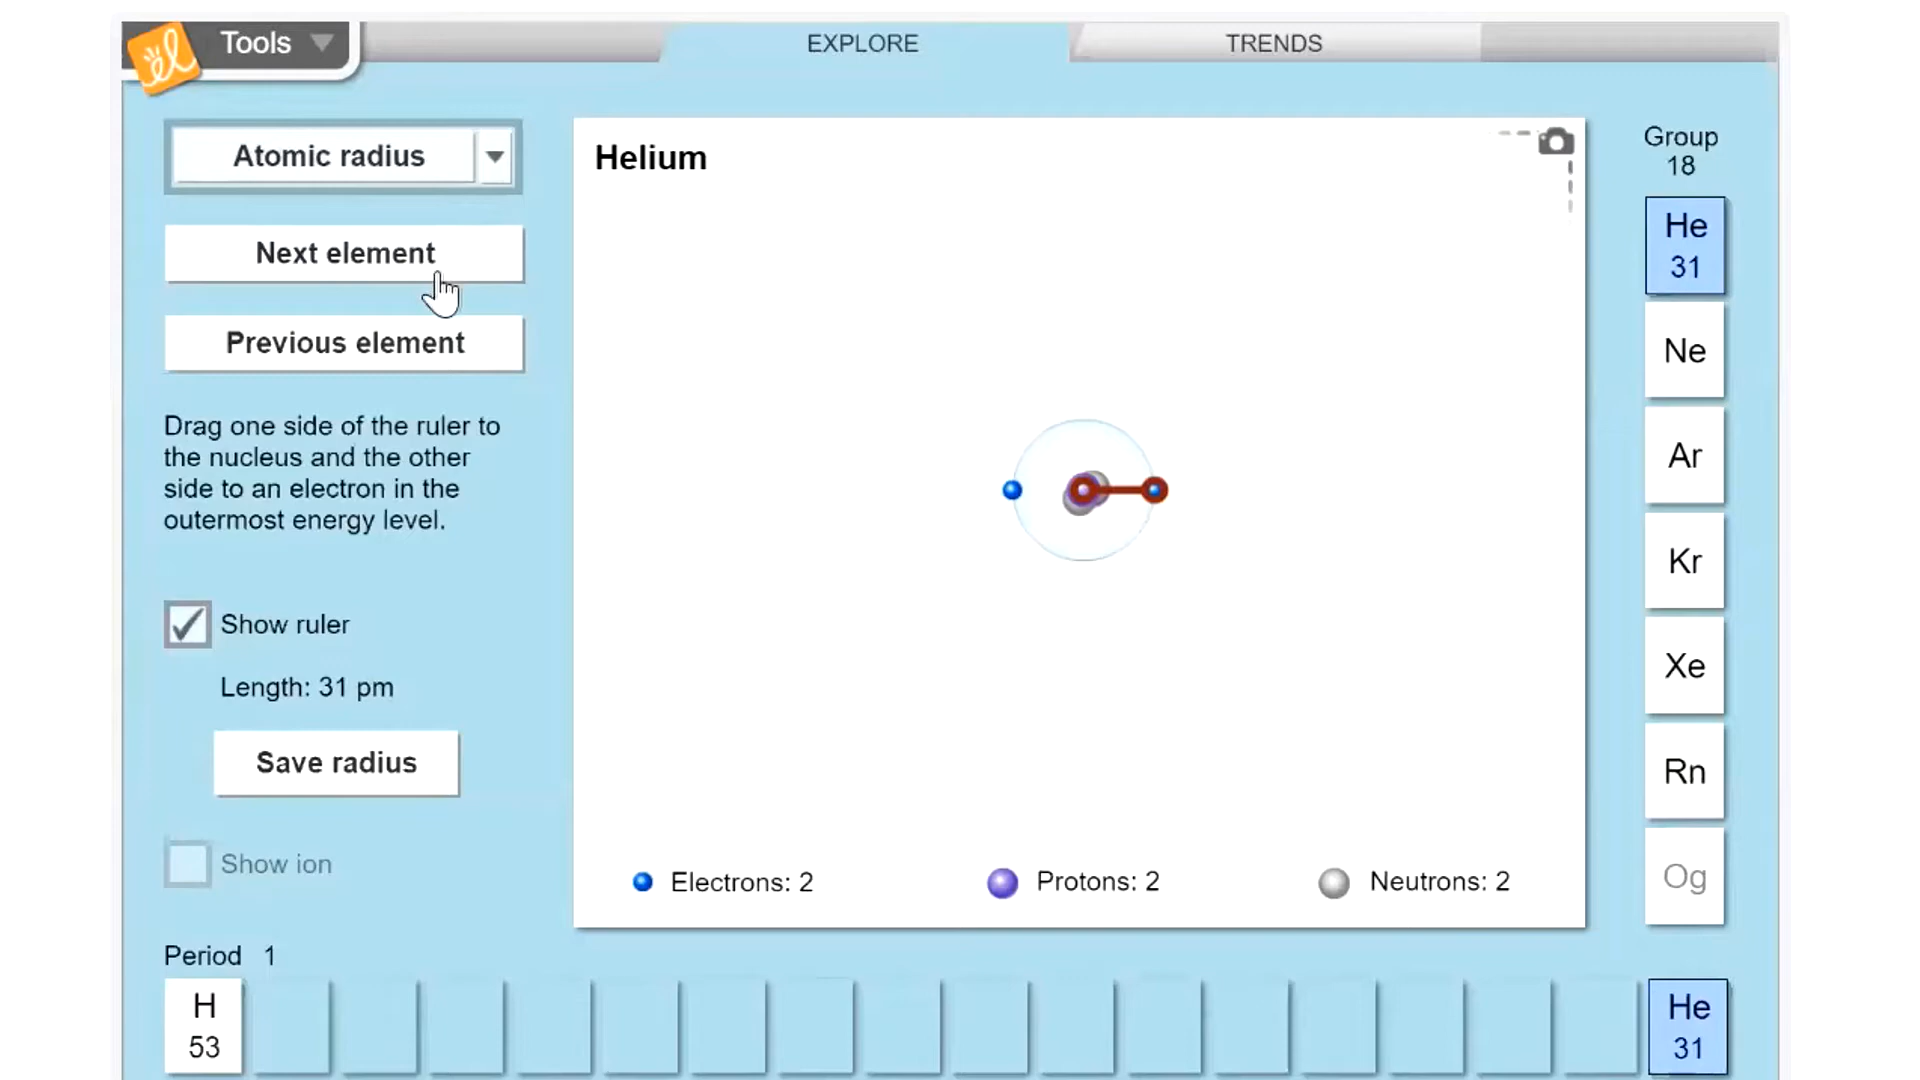 Tools
EXPLORE
TRENDS
Atomic radius
Next element
Previous element
Drag one side of the ruler to
the nucleus and the other
side to an electron in the
outermost energy level.
Show ruler
Length: 31 pm
Save radius
Show ion
Helium
Electrons: 2
Protons: 2
Neutrons: 2
Group
18
He
31
Ne
Ar
Kr
Xe
Rn
Og
Period 1
H
53
He
31